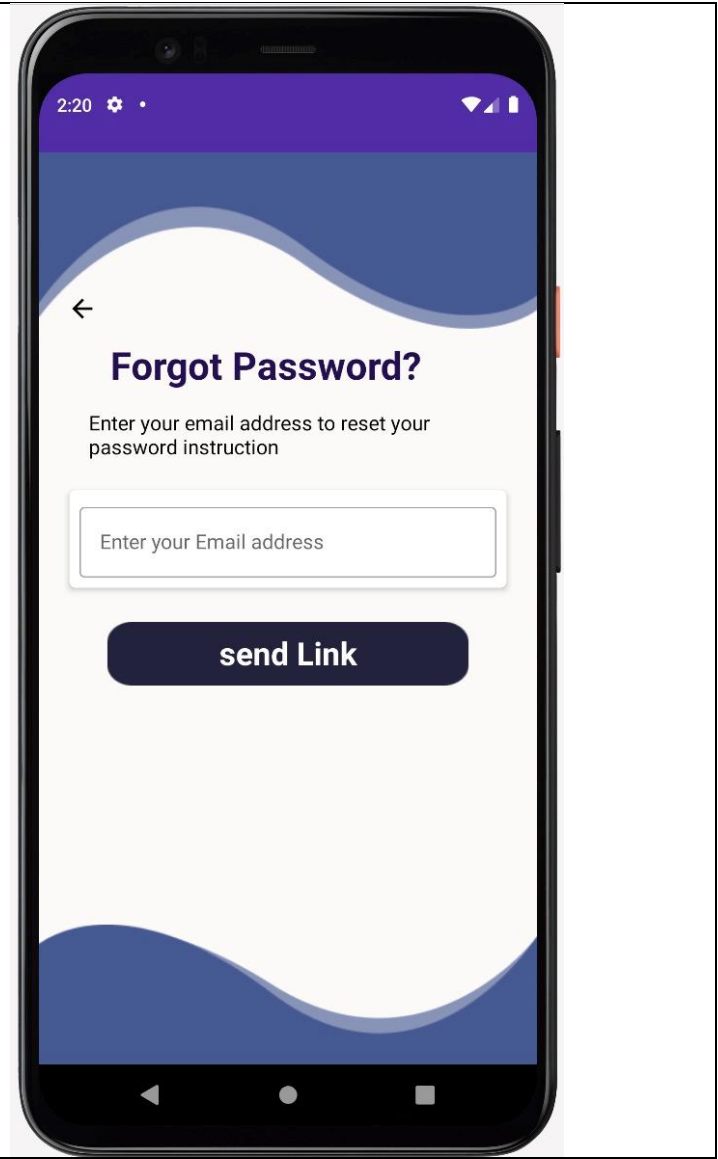 2:20
Forgot Password?
Enter your email address to reset your
password instruction
Enter your Email address
send Link